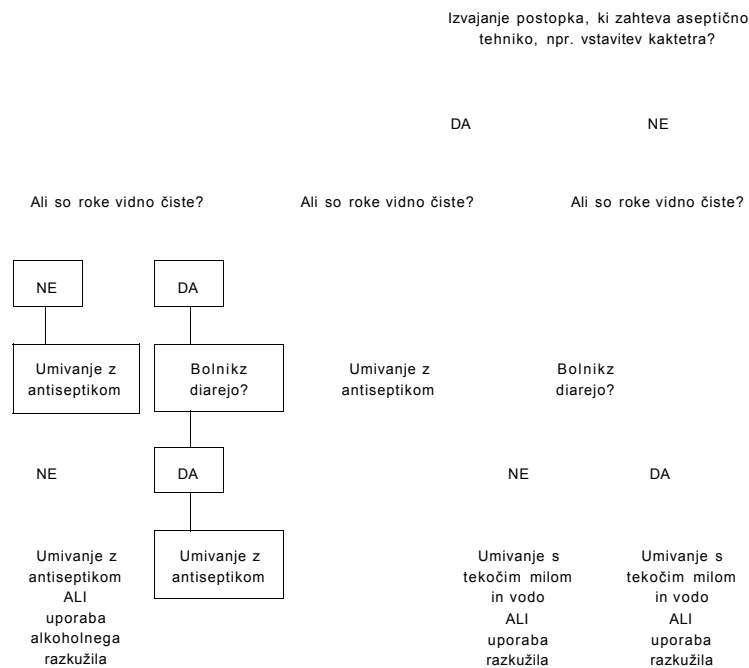 Izvajanje postopka, ki zahteva aseptično
tehniko, npr. vstavitev kaktetra?
DA
NE
Ali so roke vidno čiste?
Ali so roke vidno čiste?
Ali so roke vidno čiste?
NE
DA
Umivanje z
antiseptikom
Bolnikz
diarejo?
Umivanje z
antiseptikom
Bolnikz
diarejo?
NE
DA
NE
DA
Umivanje z
antiseptikom
ALI
uporaba
alkoholnega
razkužila
Umivanje z
antiseptikom
Umivanje s
tekočim milom
in vodo
ALI
uporaba
razkužila
Umivanje s
tekočim milom
in vodo
ALI
uporaba
razkužila